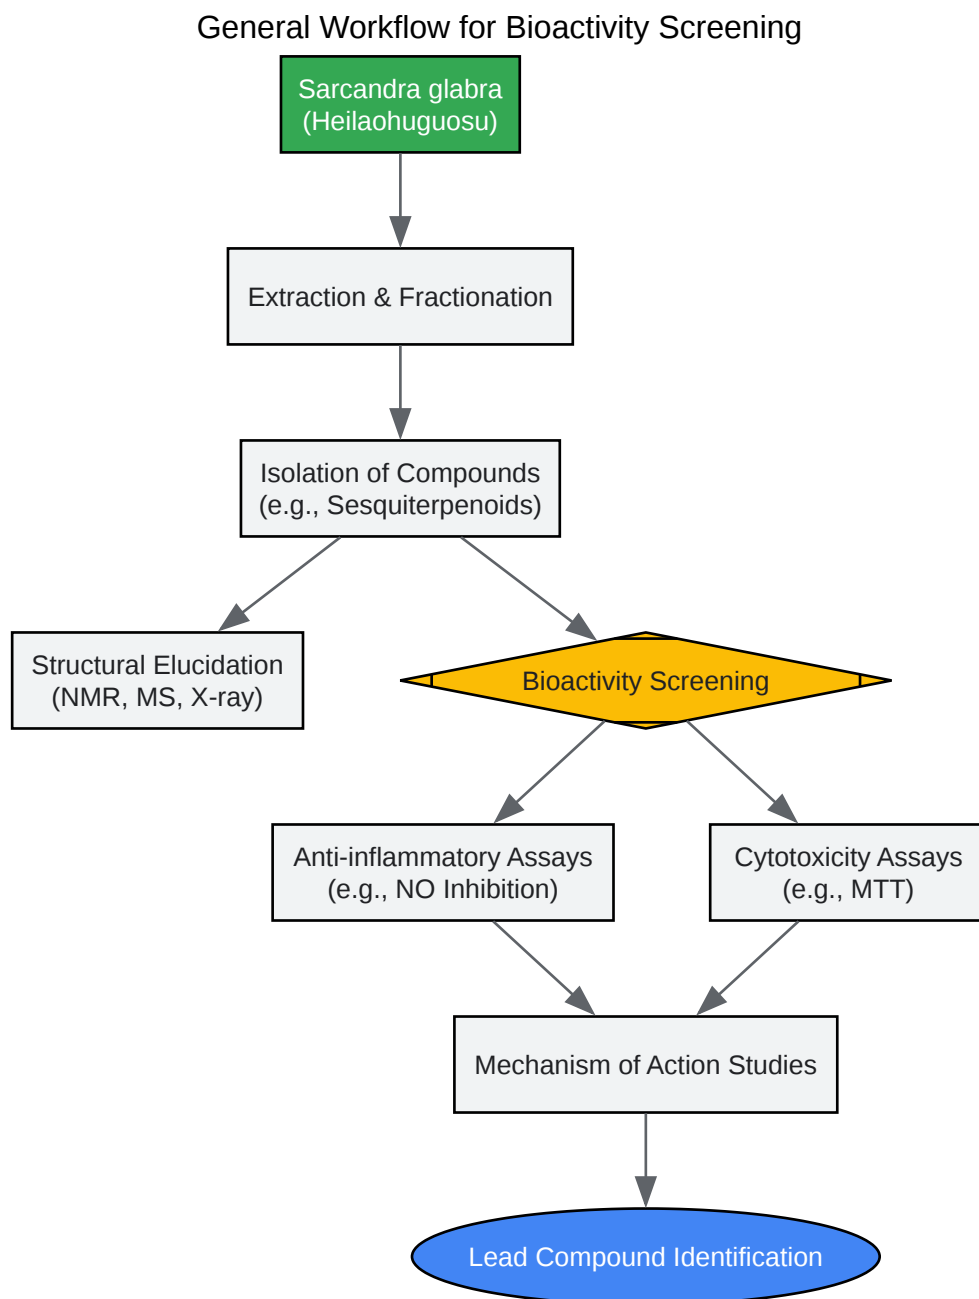 General Workflow for Bioactivity Screening
Sarcandra glabra
(Heilaohuguosu)
Extraction & Fractionation
Isolation of Compounds
(e.g., Sesquiterpenoids)
Structural Elucidation
(NMR, MS, X-ray)
Bioactivity Screening
Anti-inflammatory Assays
(e.g., NO Inhibition)
Cytotoxicity Assays
(e.g., MTT)
Mechanism of Action Studies
Lead Compound Identification